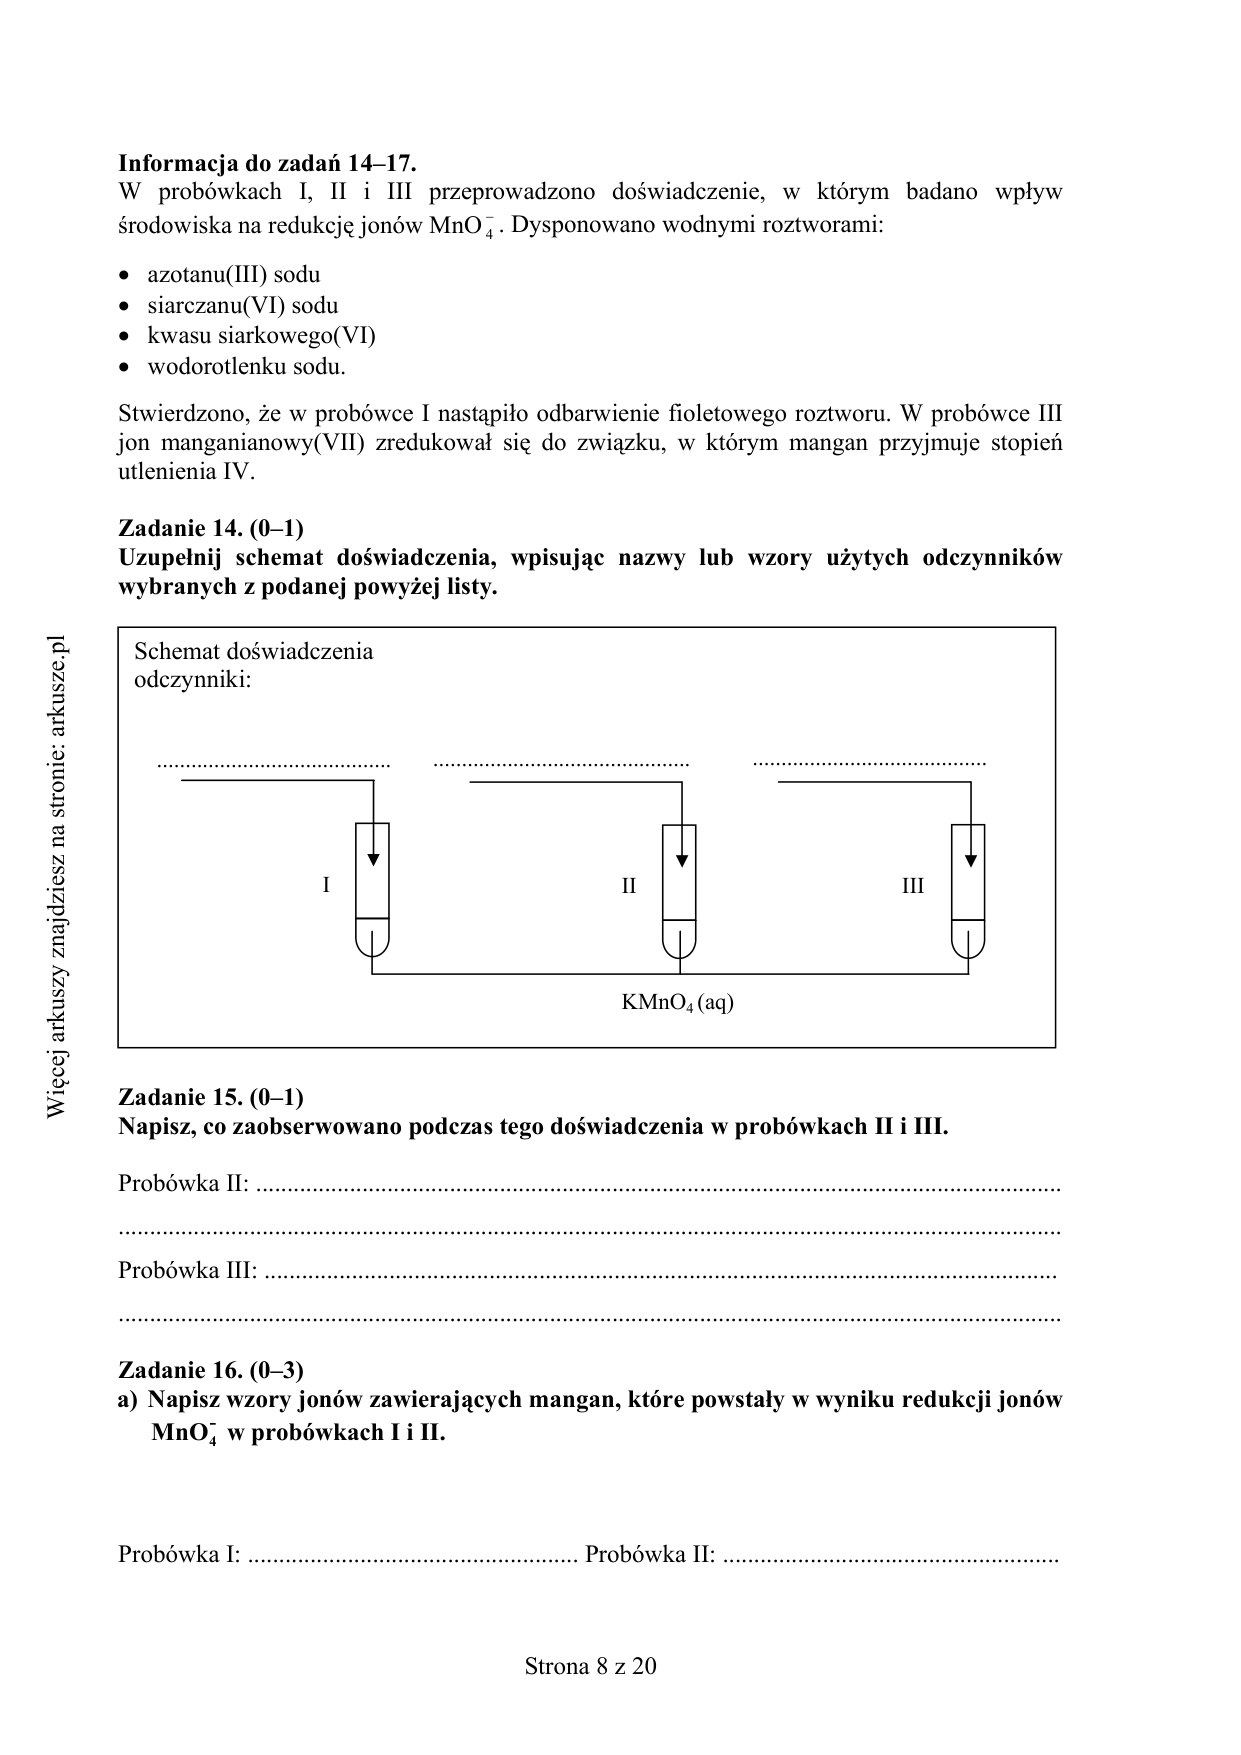 Informacja do zadań 14–17.
W probówkach I, II i III przeprowadzono doświadczenie, w którym badano wpływ
środowiska na redukcję jonów MnO₄⁻. Dysponowano wodnymi roztworami:
• azotanu(III) sodu
• siarczanu(VI) sodu
• kwasu siarkowego(VI)
• wodorotlenku sodu.
Stwierdzono, że w probówce I nastąpiło odbarwienie fioletowego roztworu. W probówce III
jon manganianowy(VII) zredukował się do związku, w którym mangan przyjmuje stopień
utlenienia IV.
Zadanie 14. (0–1)
Uzupełnij schemat doświadczenia, wpisując nazwy lub wzory użytych odczynników
wybranych z podanej powyżej listy.
Schemat doświadczenia
odczynniki:
......................................... ............................................. .........................................
I II III
KMnO₄ (aq)
Zadanie 15. (0–1)
Napisz, co zaobserwowano podczas tego doświadczenia w probówkach II i III.
Probówka II: .................................................................................................................................
.......................................................................................................................................................
Probówka III: ...............................................................................................................................
.......................................................................................................................................................
Zadanie 16. (0–3)
a) Napisz wzory jonów zawierających mangan, które powstały w wyniku redukcji jonów
MnO₄⁻ w probówkach I i II.
Probówka I: ..................................................... Probówka II: ......................................................
Strona 8 z 20
Więcej arkuszy znajdziesz na stronie: arkusze.pl